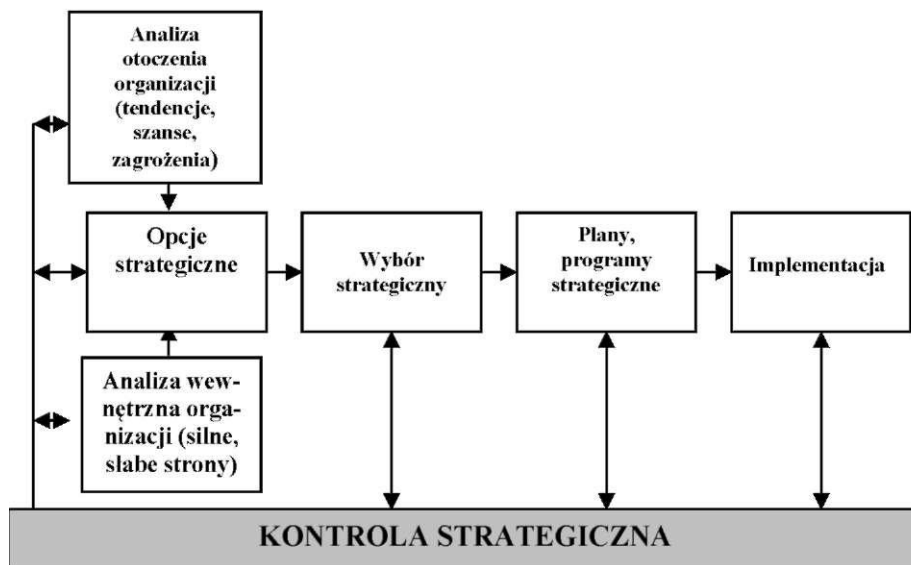 Analiza
otoczenia
organizacji
(tendencje,
szanse,
zagrożenia)
Opcje
strategiczne
Wybór
strategiczny
Plany,
programy
strategiczne
Implementacja
Analiza wew-
nętrzna orga-
nizacji (silne,
słabe strony)
KONTROLA STRATEGICZNA